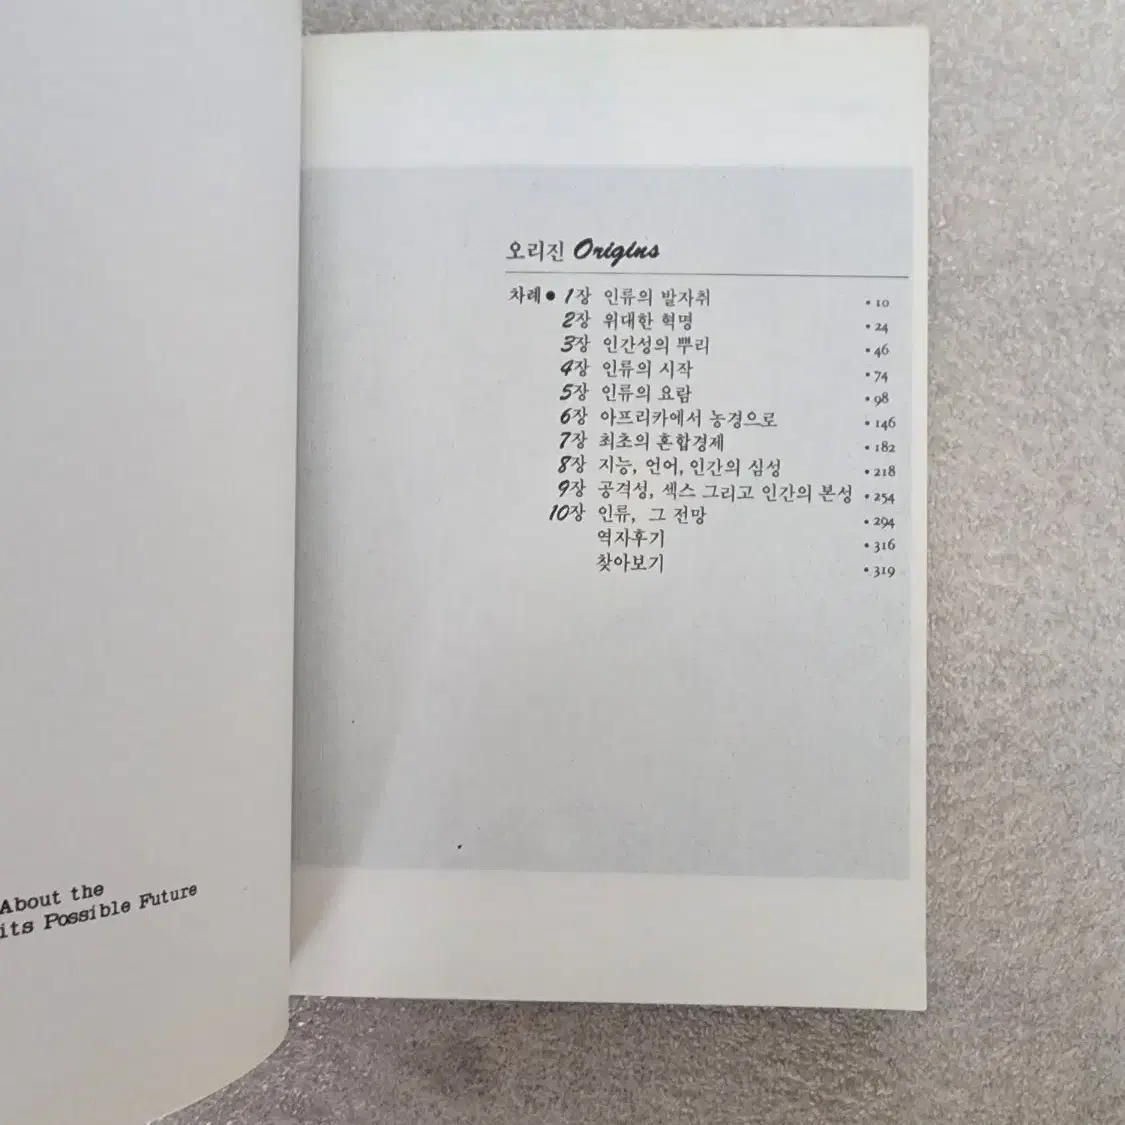 About the
its Possible Future
오리진 Origins
차례 • 1장 인류의 발자취 • 10
2장 위대한 혁명 • 24
3장 인간성의 뿌리 • 46
4장 인류의 시작 • 74
5장 인류의 요람 • 98
6장 아프리카에서 농경으로 • 146
7장 최초의 혼합경제 • 182
8장 지능, 언어, 인간의 심성 • 218
9장 공격성, 섹스 그리고 인간의 본성 • 254
10장 인류, 그 전망 • 294
역자후기 • 316
찾아보기 • 319